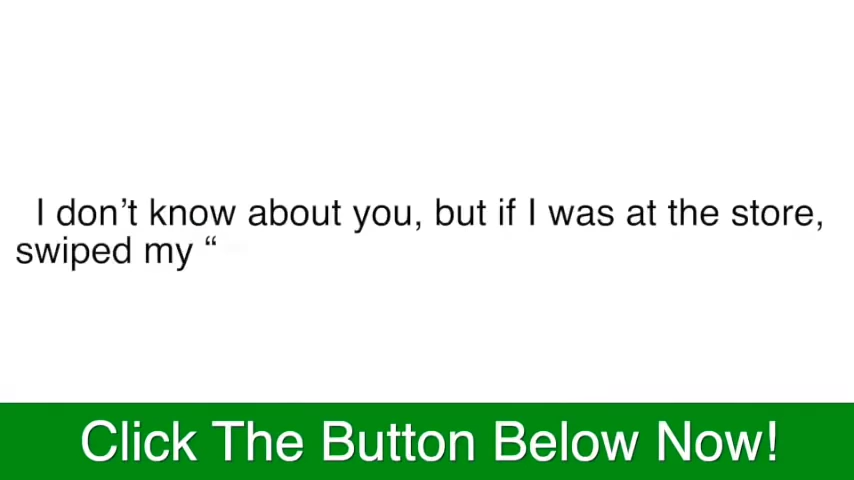 I don’t know about you, but if I was at the store,
swiped my “
Click The Button Below Now!